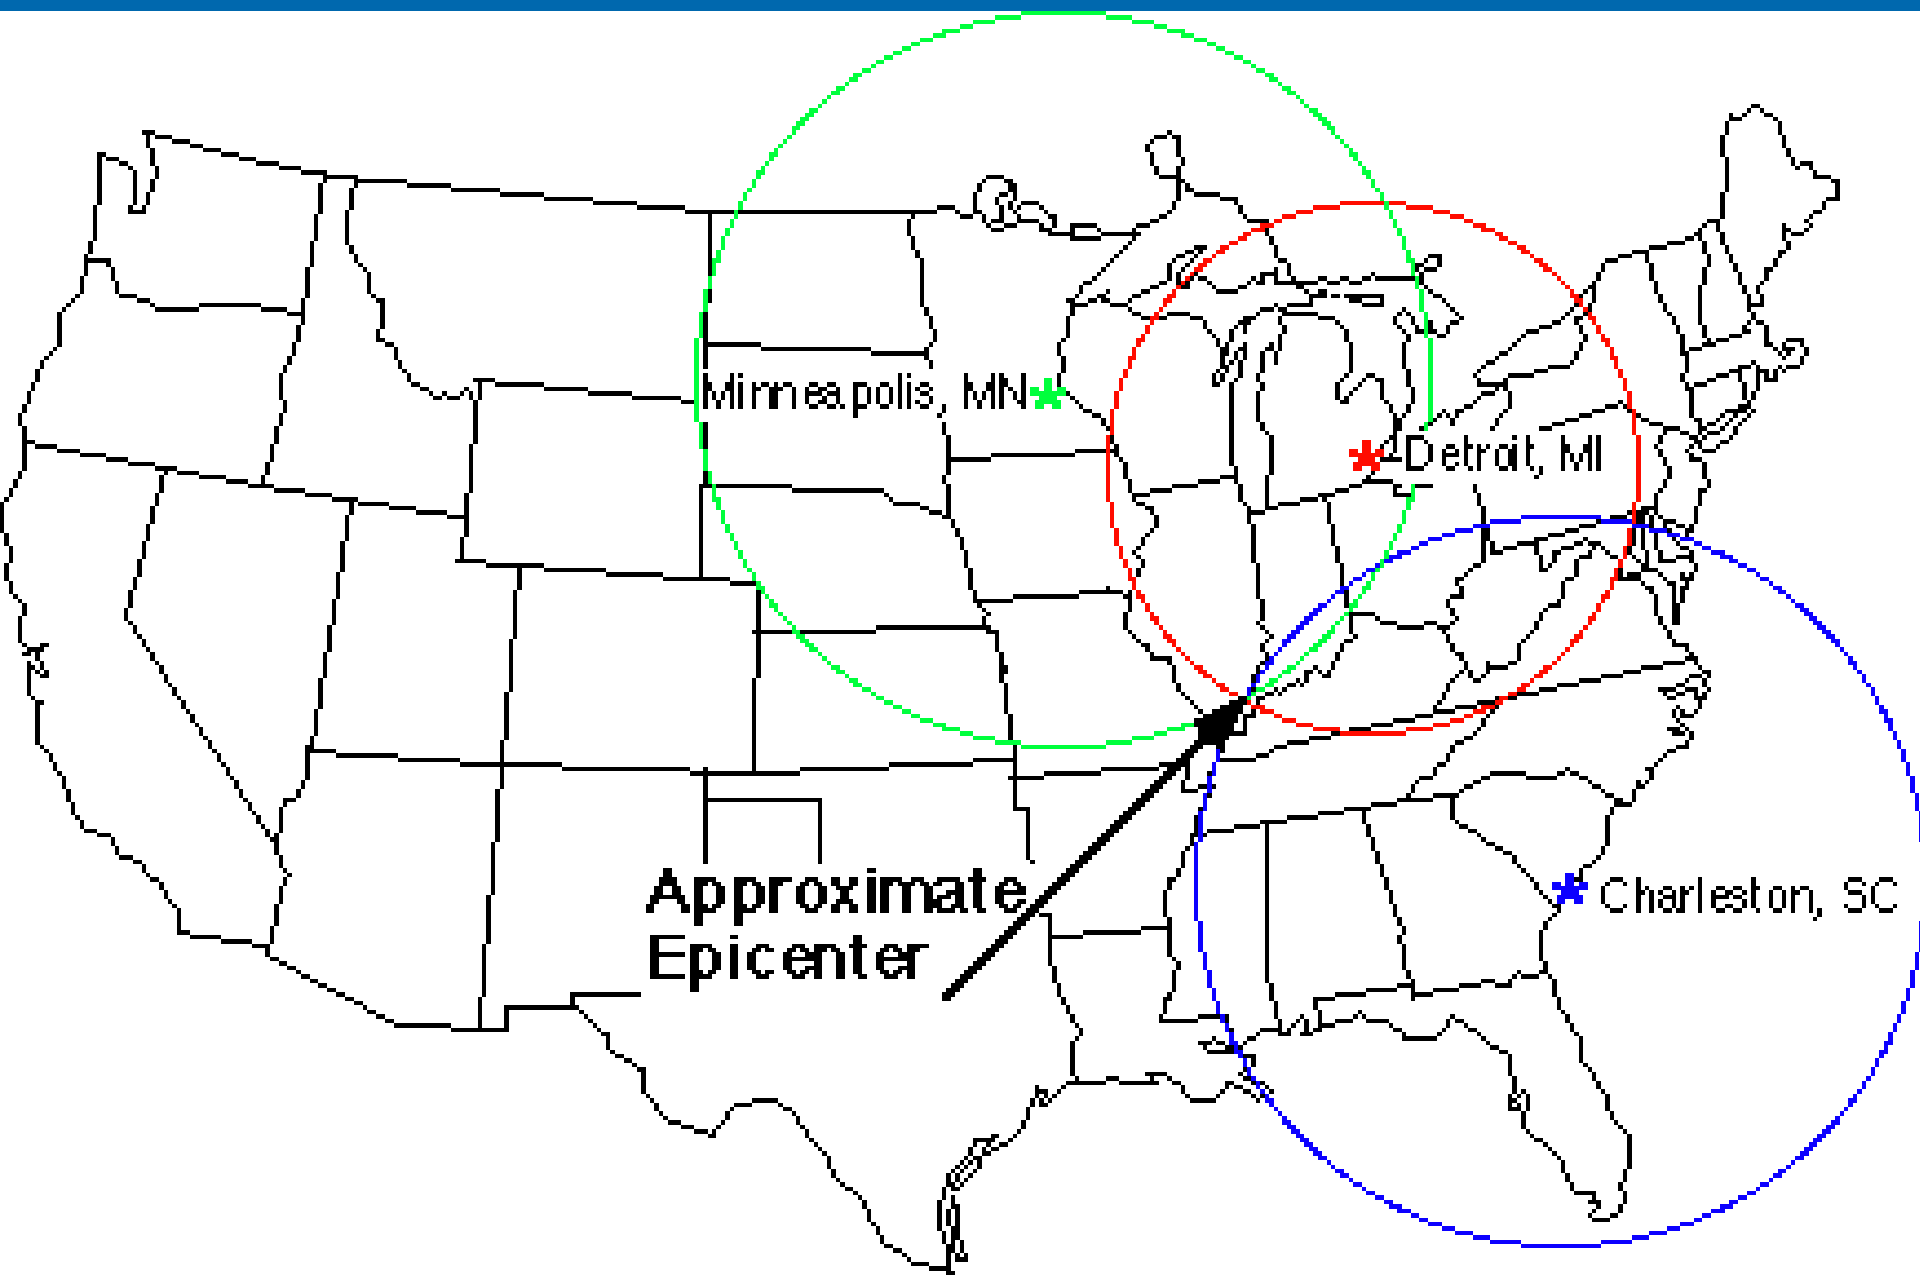 Minneapolis, MN
Detroit, MI
Approximate
Epicenter
Charleston, SC